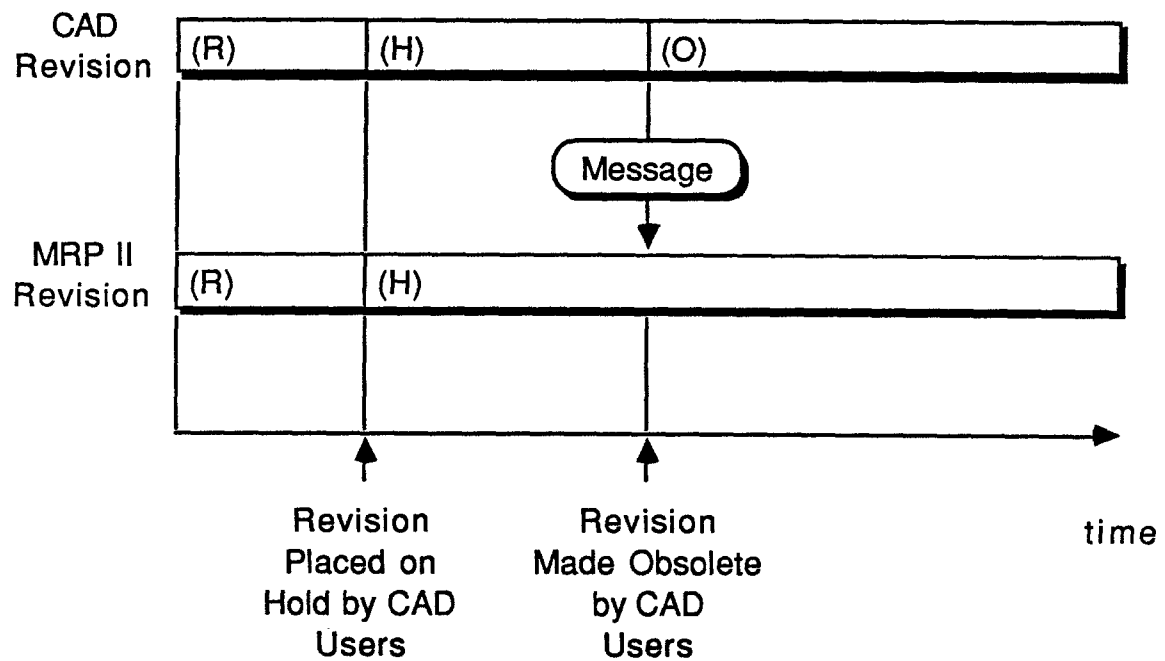 CAD
Revision
(R)
(H)
(O)
Message
MRP II
Revision
(R)
(H)
Revision
Placed on
Hold by CAD
Users
Revision
Made Obsolete
by CAD
Users
time